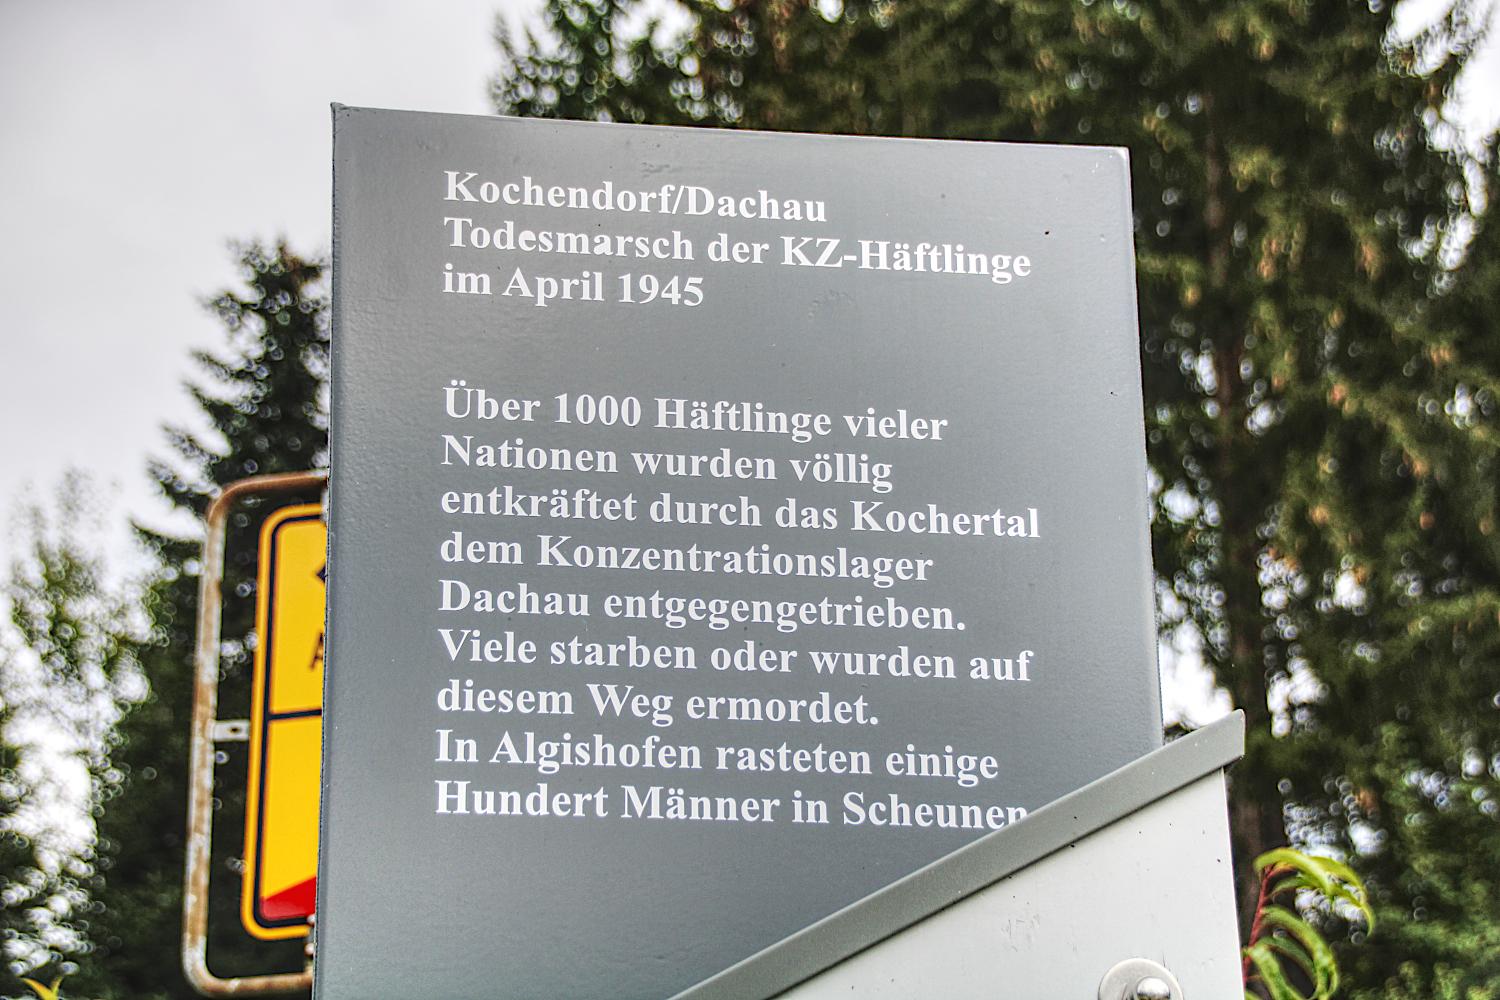 Kochendorf/Dachau
Todesmarsch der KZ-Häftlinge
im April 1945
Über 1000 Häftlinge vieler
Nationen wurden völlig
entkräftet durch das Kochertal
dem Konzentrationslager
Dachau entgegengetrieben.
Viele starben oder wurden auf
diesem Weg ermordet.
In Algishofen rasteten einige
Hundert Männer in Scheunen